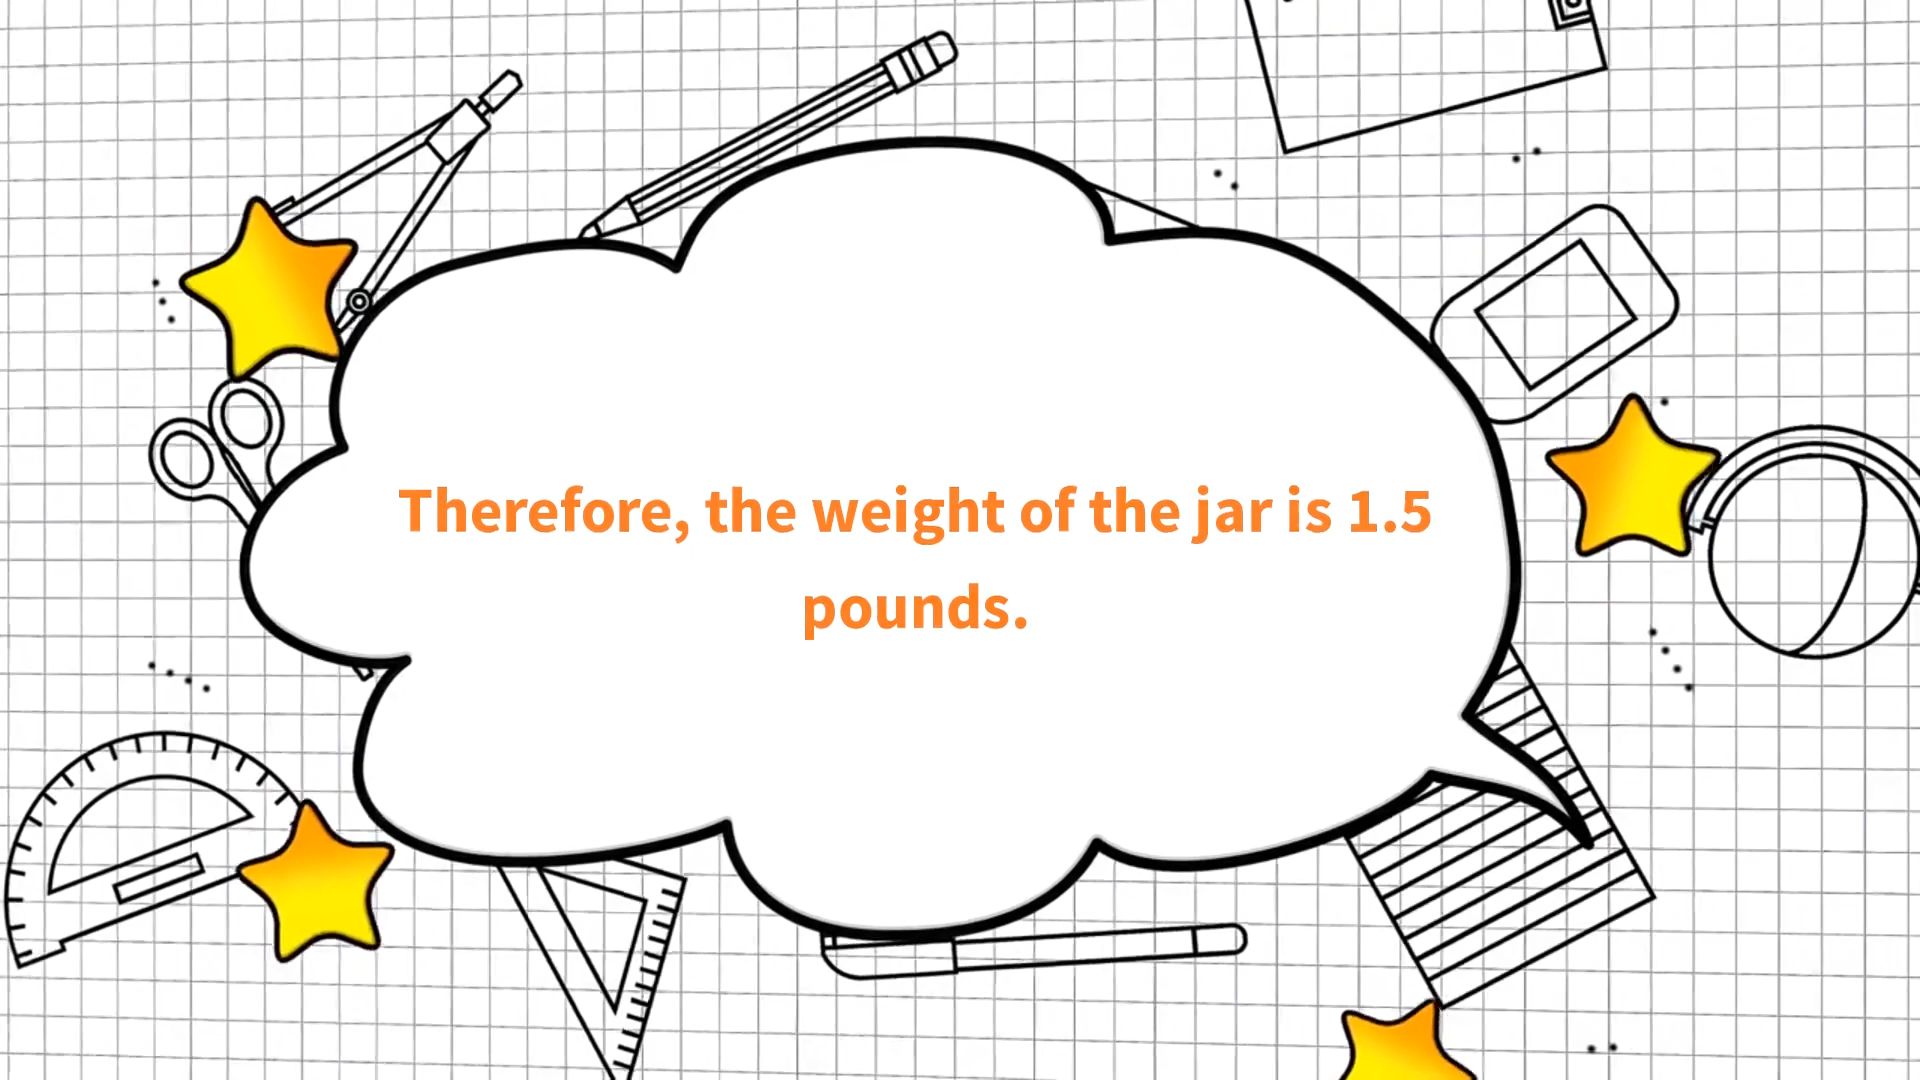 Therefore, the weight of the jar is 1.5
pounds.